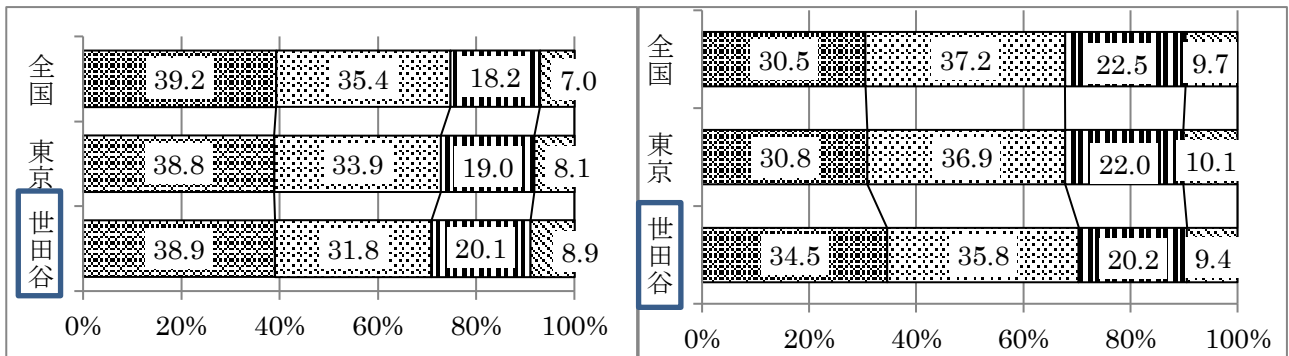 全国 39.2 35.4 18.2 7.0
東京 38.8 33.9 19.0 8.1
世田谷 38.9 31.8 20.1 8.9
0% 20% 40% 60% 80% 100%
全国 30.5 37.2 22.5 9.7
東京 30.8 36.9 22.0 10.1
世田谷 34.5 35.8 20.2 9.4
0% 20% 40% 60% 80% 100%